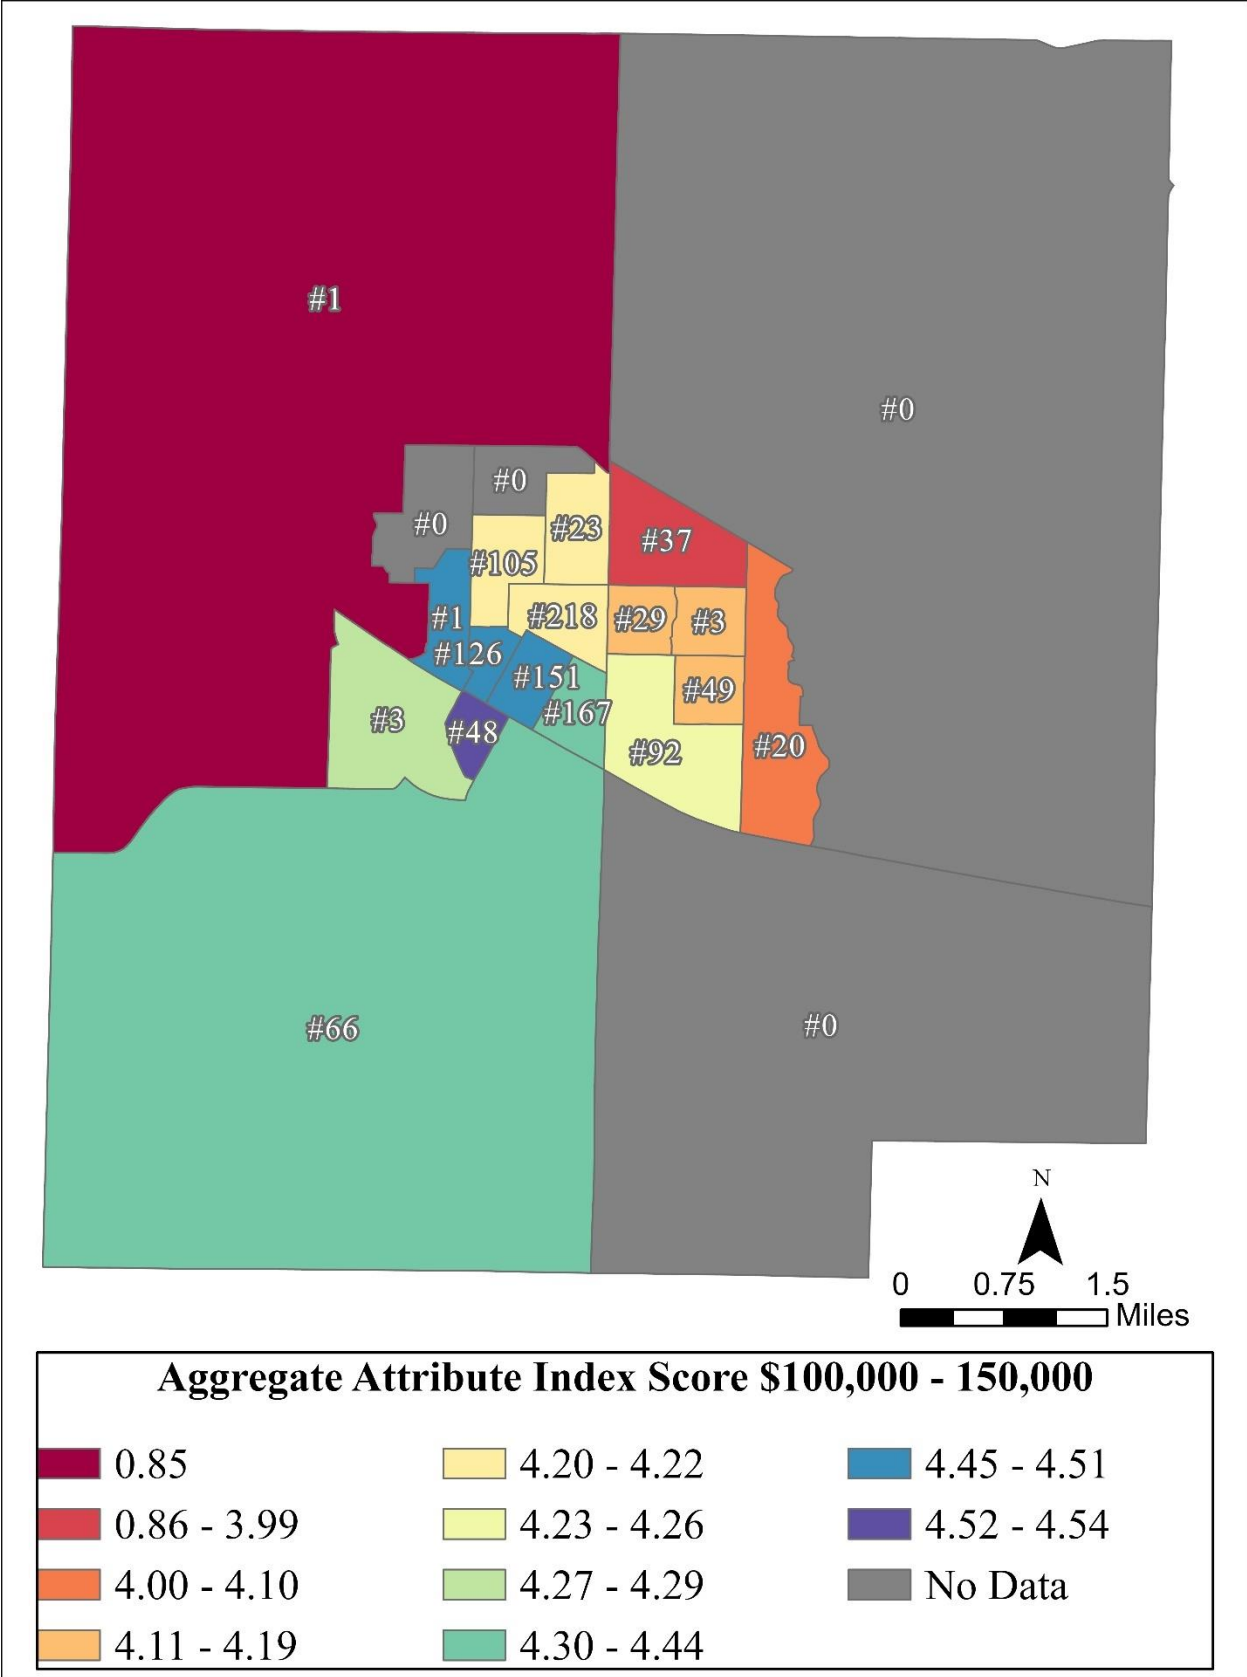 #1
#0
#0
#0
#23
#37
#105
#1
#218
#29
#3
#126
#151
#49
#167
#3
#48
#92
#20
#66
#0
N
0 0.75 1.5
Miles
Aggregate Attribute Index Score $100,000 - 150,000
0.85 4.20 - 4.22 4.45 - 4.51
0.86 - 3.99 4.23 - 4.26 4.52 - 4.54
4.00 - 4.10 4.27 - 4.29 No Data
4.11 - 4.19 4.30 - 4.44